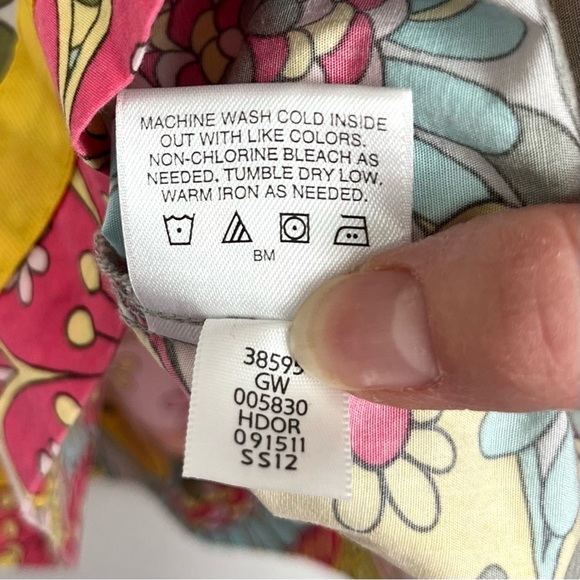 MACHINE WASH COLD INSIDE
OUT WITH LIKE COLORS.
NON-CHLORINE BLEACH AS
NEEDED. TUMBLE DRY LOW.
WARM IRON AS NEEDED.
BM
38595
GW
005830
HDOR
091511
SS12